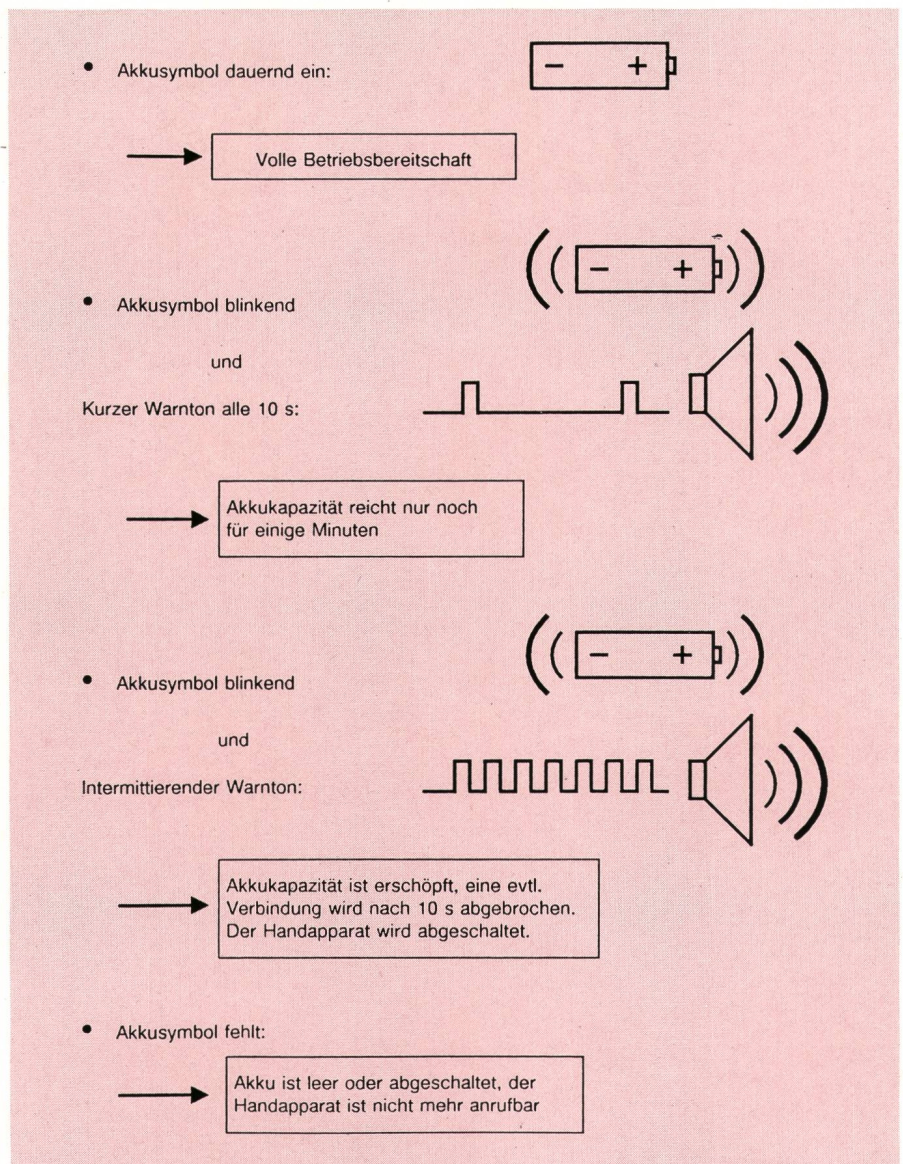 • Akkusymbol dauernd ein:
− +
Volle Betriebsbereitschaft
− +
• Akkusymbol blinkend
und
Kurzer Warnton alle 10 s:
Akkukapazität reicht nur noch
für einige Minuten
− +
• Akkusymbol blinkend
und
Intermittierender Warnton:
Akkukapazität ist erschöpft, eine evtl.
Verbindung wird nach 10 s abgebrochen.
Der Handapparat wird abgeschaltet.
• Akkusymbol fehlt:
Akku ist leer oder abgeschaltet, der
Handapparat ist nicht mehr anrufbar